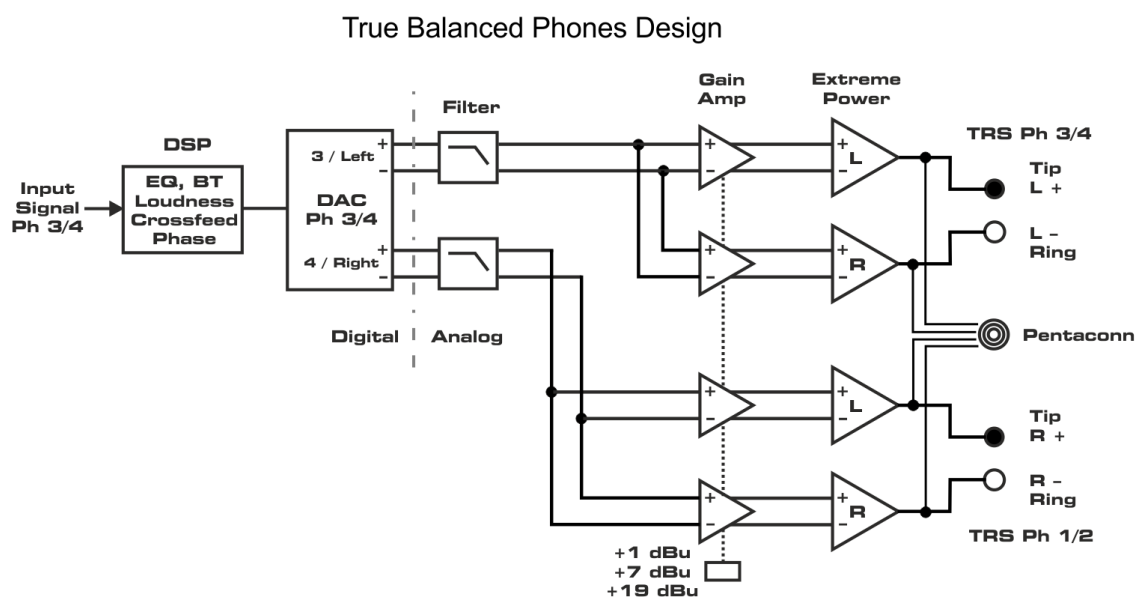 True Balanced Phones Design
Gain
Amp
Extreme
Power
Filter
DSP
TRS Ph 3/4
Input
Signal
Ph 3/4
EQ, BT
Loudness
Crossfeed
Phase
3 / Left
+
-
DAC
Ph 3/4
4 / Right
+
-
+
-
+
-
L
Tip
L +
+
-
+
-
R
L -
Ring
Digital
Analog
Pentaconn
+
-
+
-
L
Tip
R +
+
-
+
-
R
R -
Ring
TRS Ph 1/2
+1 dBu
+7 dBu
+19 dBu